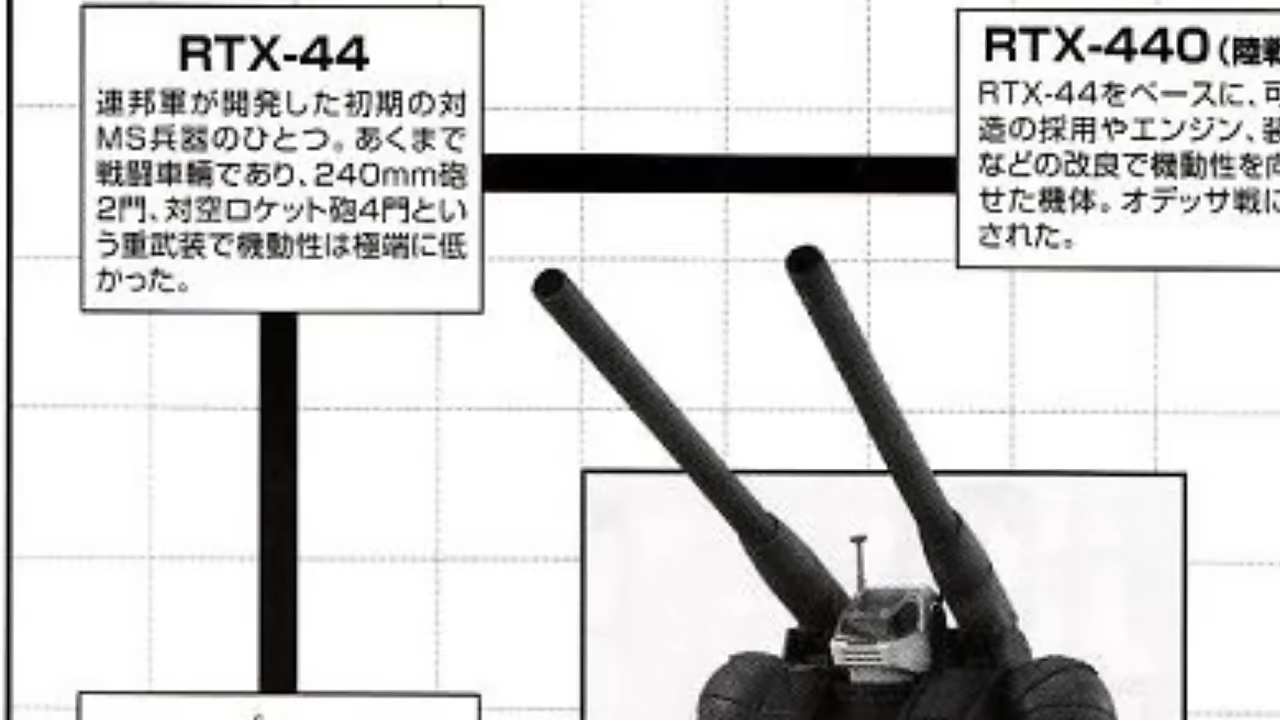 RTX-44
連邦軍が開発した初期の対
MS兵器のひとつ。あくまで
戦闘車輛であり、240mm砲
2門、対空ロケット砲4門とい
う重武装で機動性は極端に低
かった。
RTX-440(陸戦
RTX-44をベースに、可
造の採用やエンジン、装
などの改良で機動性を向
せた機体。オデッサ戦に
された。